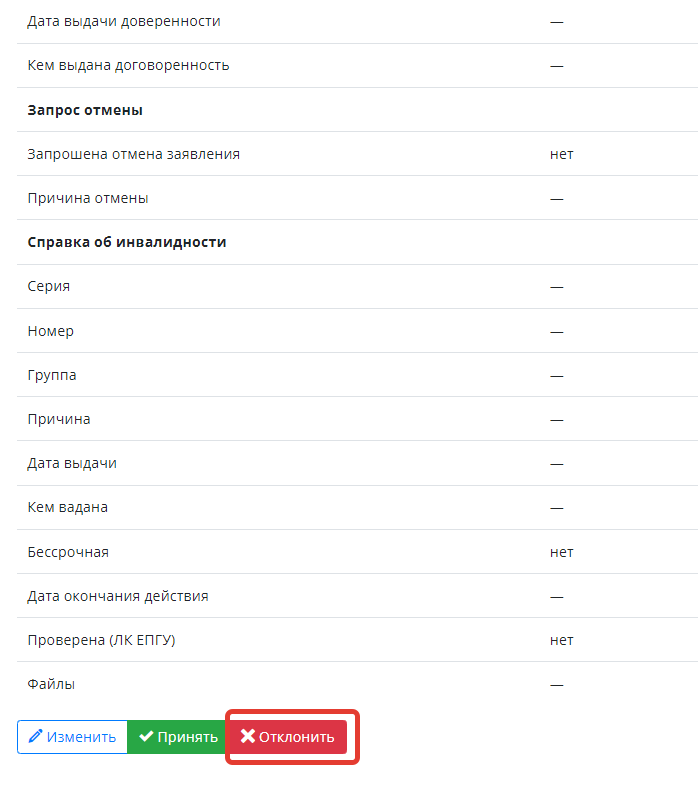 Дата выдачи доверенности —
Кем выдана договоренность —
Запрос отмены
Запрошена отмена заявления нет
Причина отмены —
Справка об инвалидности
Серия —
Номер —
Группа —
Причина —
Дата выдачи —
Кем вадана —
Бессрочная нет
Дата окончания действия —
Проверена (ЛК ЕПГУ) нет
Файлы —
Изменить Принять Отклонить